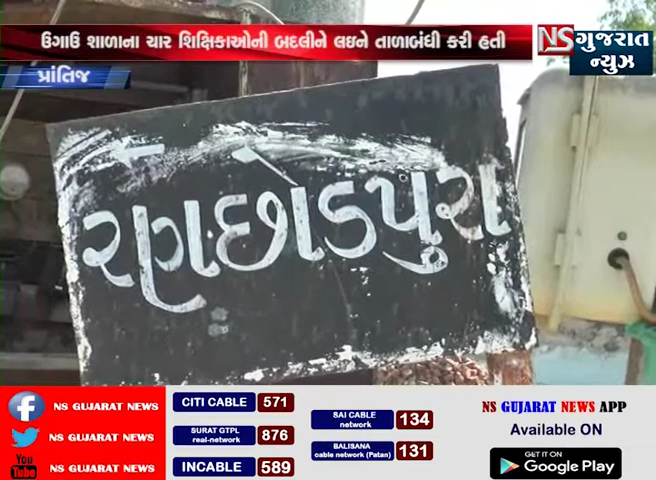 ઉગાઉ શાળાના ચાર શિક્ષિકાઓની બદલીને લઇને તાળાબંધી કરી હતી
NS ગુજરાત
ન્યુઝ
પ્રાંતિજ
રણછોડપુરા
f NS GUJARAT NEWS
NS GUJARAT NEWS
You Tube NS GUJARAT NEWS
CITI CABLE 571
SURAT GTPL real-network 876
INCABLE 589
SAI CABLE network 134
BALISANA cable network (Patan) 131
NS GUJARAT NEWS APP
Available ON
GET IT ON
Google Play